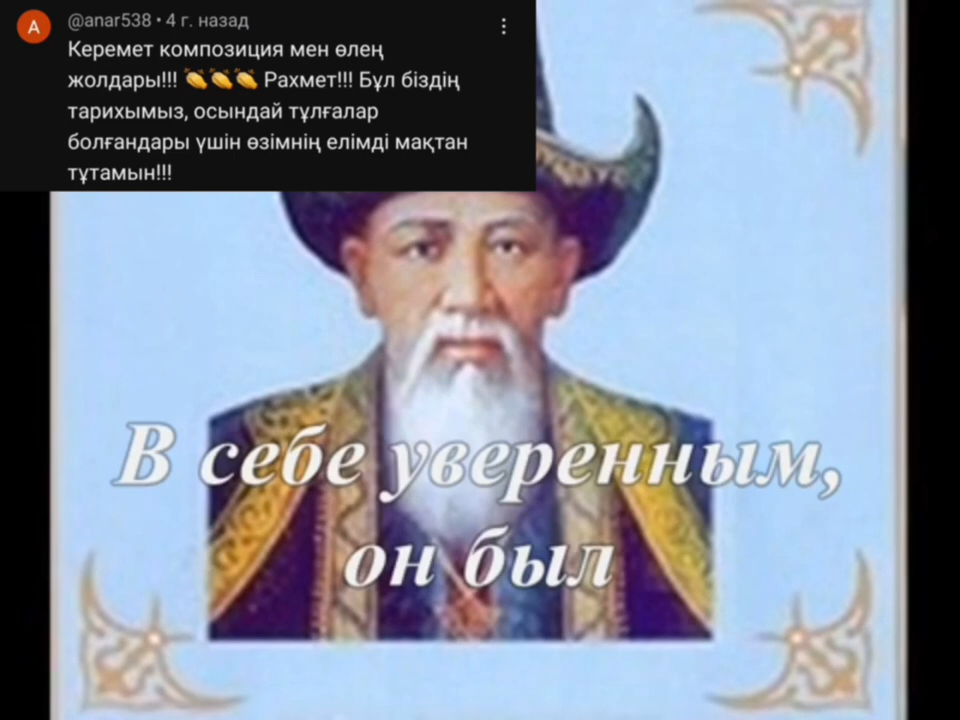 А
@anar538 • 4 г. назад
Керемет композиция мен өлең
жолдары!!! 👏👏👏 Рахмет!!! Бұл біздің
тарихымыз, осындай тұлғалар
болғандары үшін өзімнің елімді мақтан
тұтамын!!!
В себе уверенным,
он был